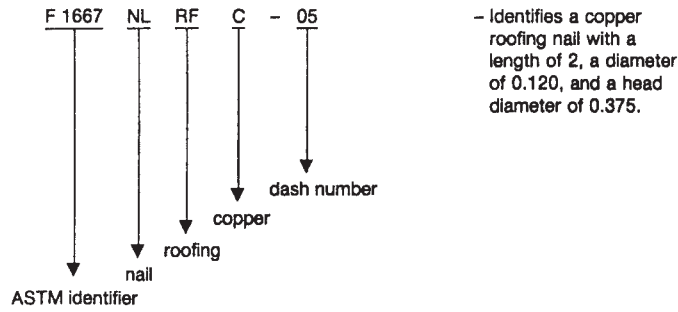 F 1667 NL RF C – 05
– Identifies a copper
roofing nail with a
length of 2, a diameter
of 0.120, and a head
diameter of 0.375.
dash number
copper
roofing
nail
ASTM identifier